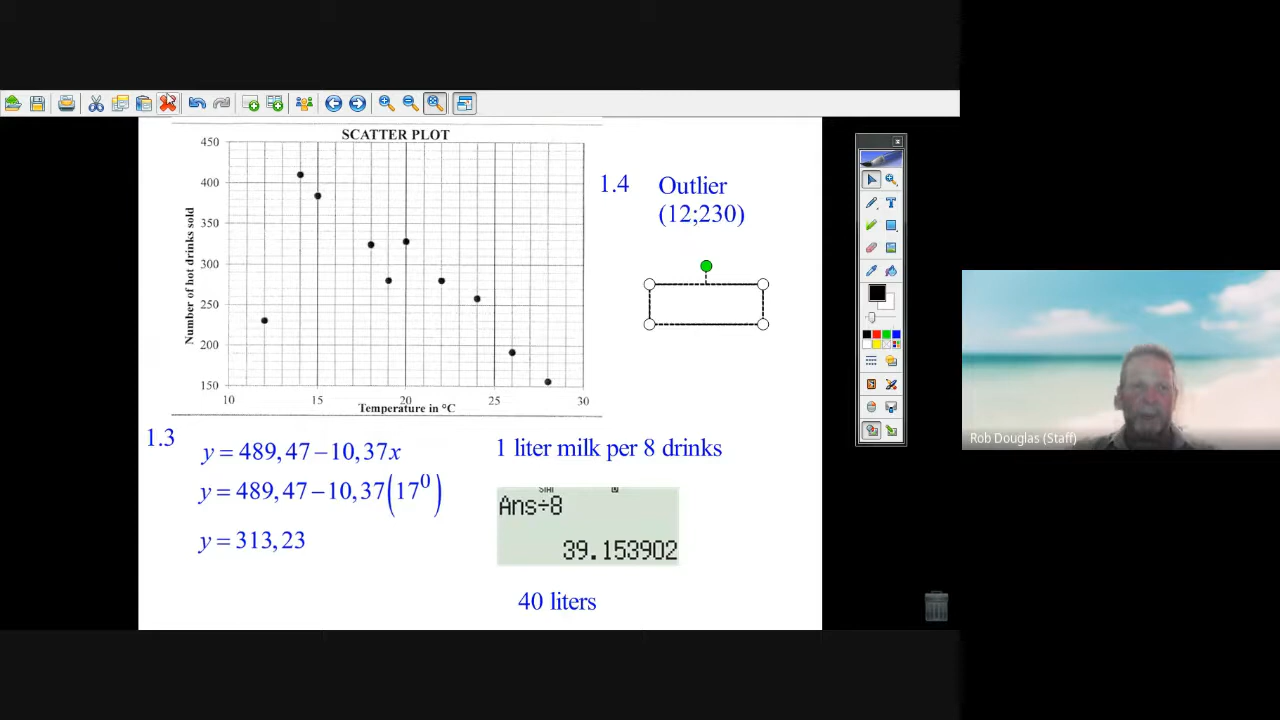 SCATTER PLOT
450
400
350
300
250
200
150
10 15 20 25 30
Number of hot drinks sold
Temperature in °C
1.4 Outlier
(12;230)
1.3
y = 489,47 – 10,37x
y = 489,47 – 10,37(17⁰)
y = 313,23
1 liter milk per 8 drinks
STAT
Ans÷8
39.153902
40 liters
Rob Douglas (Staff)